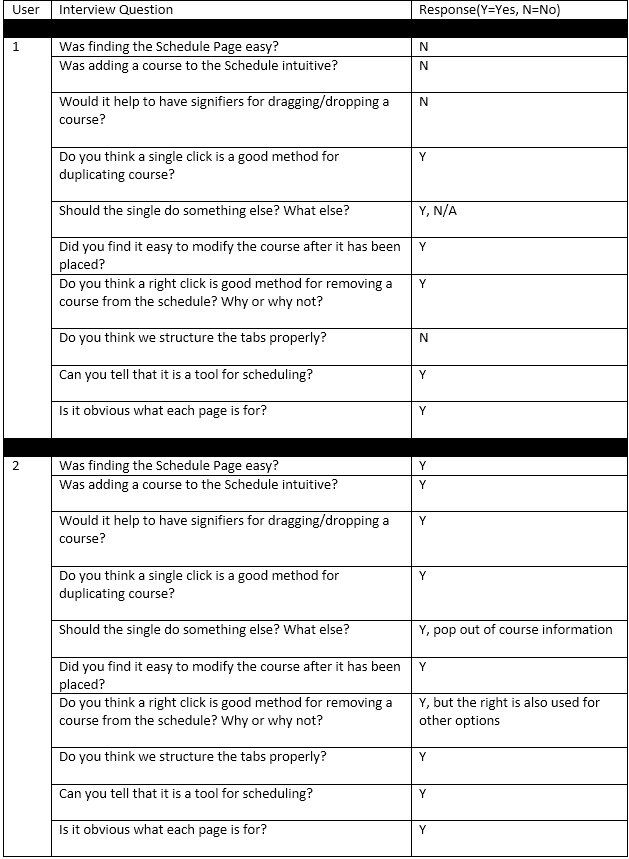 User Interview Question Response(Y=Yes, N=No)
1 Was finding the Schedule Page easy? N
Was adding a course to the Schedule intuitive? N
Would it help to have signifiers for dragging/dropping a N
course?
Do you think a single click is a good method for Y
duplicating course?
Should the single do something else? What else? Y, N/A
Did you find it easy to modify the course after it has been Y
placed?
Do you think a right click is good method for removing a Y
course from the schedule? Why or why not?
Do you think we structure the tabs properly? N
Can you tell that it is a tool for scheduling? Y
Is it obvious what each page is for? Y
2 Was finding the Schedule Page easy? Y
Was adding a course to the Schedule intuitive? Y
Would it help to have signifiers for dragging/dropping a Y
course?
Do you think a single click is a good method for Y
duplicating course?
Should the single do something else? What else? Y, pop out of course information
Did you find it easy to modify the course after it has been Y
placed?
Do you think a right click is good method for removing a Y, but the right is also used for
course from the schedule? Why or why not? other options
Do you think we structure the tabs properly? Y
Can you tell that it is a tool for scheduling? Y
Is it obvious what each page is for? Y